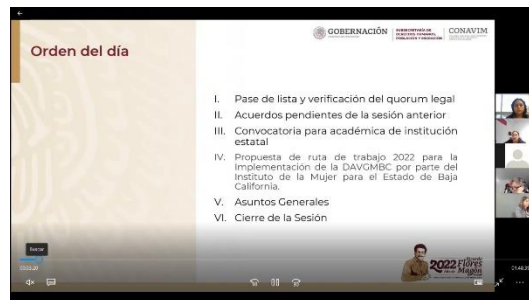 GOBERNACIÓN
CONAVIM
Orden del día
I. Pase de lista y verificación del quorum legal
II. Acuerdos pendientes de la sesión anterior
III. Convocatoria para académica de institución
estatal
IV. Propuesta de ruta de trabajo 2022 para la
Implementación de la DAVGMBC por parte del
Instituto de la Mujer para el Estado de Baja
California.
V. Asuntos Generales
VI. Cierre de la Sesión
Buscar
2022 Flores
Magón